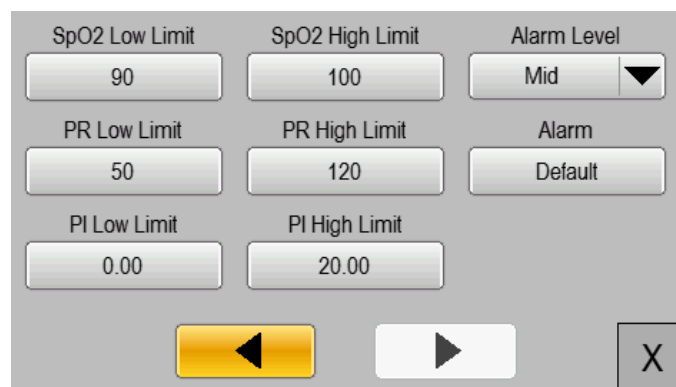 SpO2 Low Limit SpO2 High Limit Alarm Level
90 100 Mid
PR Low Limit PR High Limit Alarm
50 120 Default
PI Low Limit PI High Limit
0.00 20.00
X